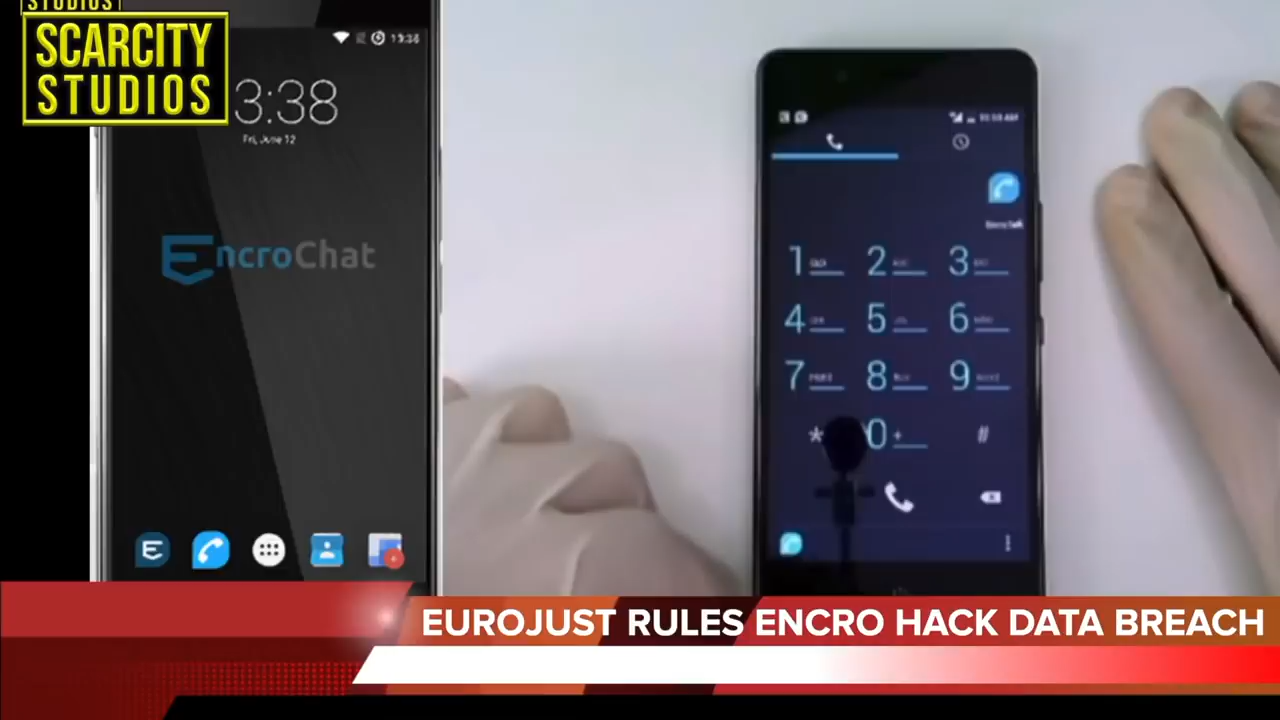 STUDIOS
SCARCITY
STUDIOS
3:38
Fri, June 12
EncroChat
1 2 3
4 5 6
7 8 9
* 0 + #
EUROJUST RULES ENCRO HACK DATA BREACH